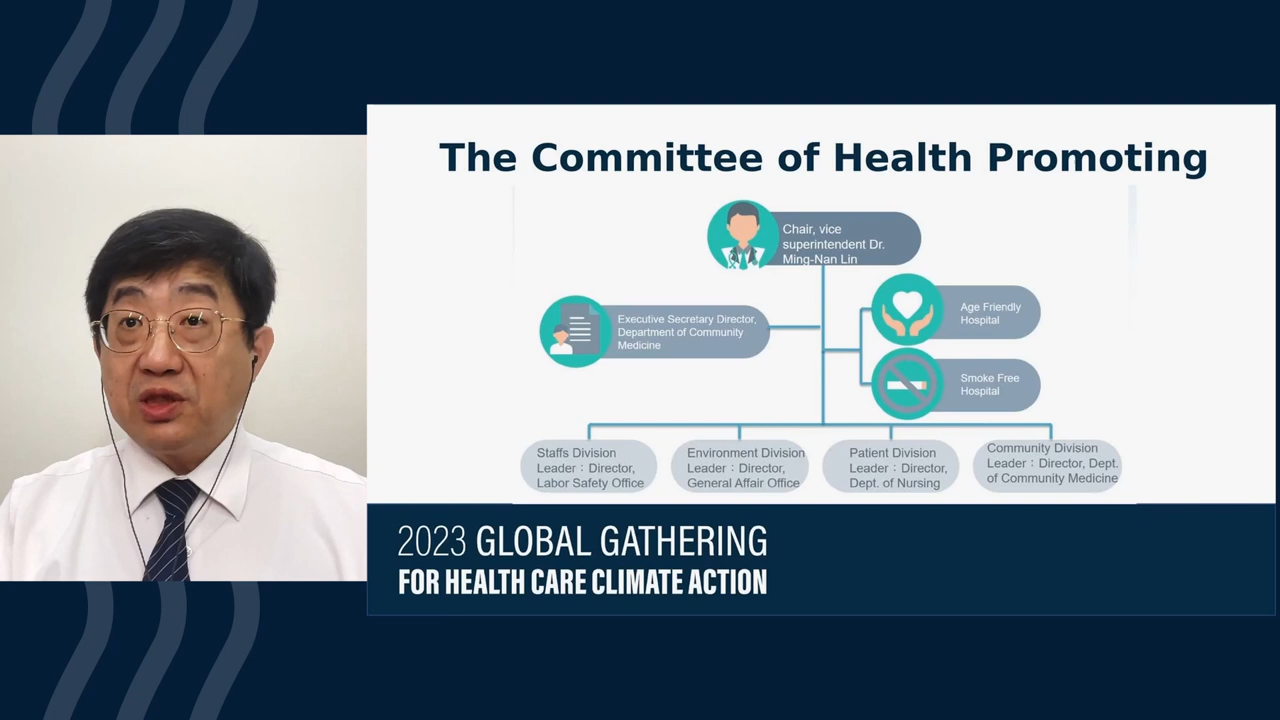 The Committee of Health Promoting
Chair, vice
superintendent Dr.
Ming-Nan Lin
Executive Secretary Director,
Department of Community
Medicine
Age Friendly
Hospital
Smoke Free
Hospital
Staffs Division
Leader：Director,
Labor Safety Office
Environment Division
Leader：Director,
General Affair Office
Patient Division
Leader：Director,
Dept. of Nursing
Community Division
Leader：Director, Dept.
of Community Medicine
2023 GLOBAL GATHERING
FOR HEALTH CARE CLIMATE ACTION